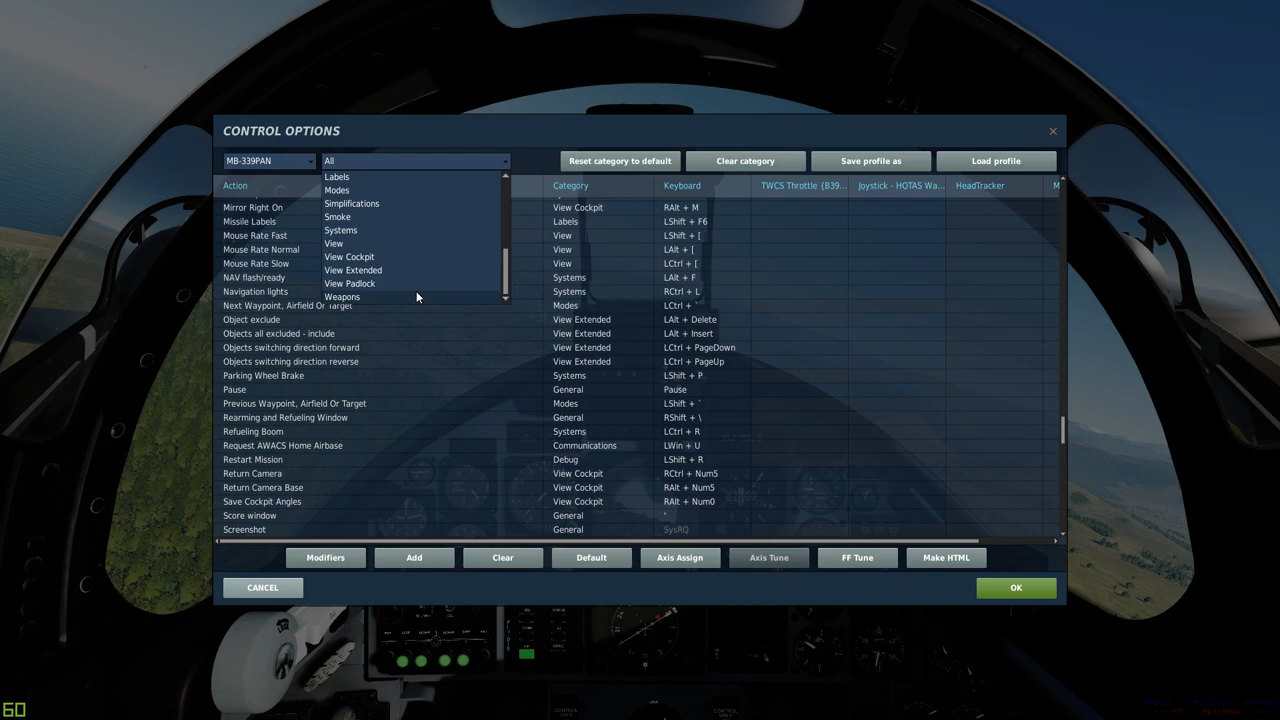 CONTROL OPTIONS
×
MB-339PAN
All
Reset category to default
Clear category
Save profile as
Load profile
Action
Category
Keyboard
TWCS Throttle {B39...
Joystick - HOTAS Wa...
HeadTracker
M
Labels
Modes
Simplifications
Smoke
Systems
View
View Cockpit
View Extended
View Padlock
Weapons
Mirror Right On View Cockpit RAlt + M
Missile Labels Labels LShift + F6
Mouse Rate Fast View LShift + [
Mouse Rate Normal View LAlt + [
Mouse Rate Slow View LCtrl + [
NAV flash/ready Systems LAlt + F
Navigation lights Systems RCtrl + L
Next Waypoint, Airfield Or Target Modes LCtrl + `
Object exclude View Extended LAlt + Delete
Objects all excluded - include View Extended LAlt + Insert
Objects switching direction forward View Extended LCtrl + PageDown
Objects switching direction reverse View Extended LCtrl + PageUp
Parking Wheel Brake Systems LShift + P
Pause General Pause
Previous Waypoint, Airfield Or Target Modes LShift + `
Rearming and Refueling Window General RShift + \
Refueling Boom Systems LCtrl + R
Request AWACS Home Airbase Communications LWin + U
Restart Mission Debug LShift + R
Return Camera View Cockpit RCtrl + Num5
Return Camera Base View Cockpit RAlt + Num5
Save Cockpit Angles View Cockpit RAlt + Num0
Score window General '
Screenshot General SysRQ
Modifiers
Add
Clear
Default
Axis Assign
Axis Tune
FF Tune
Make HTML
CANCEL
OK
60